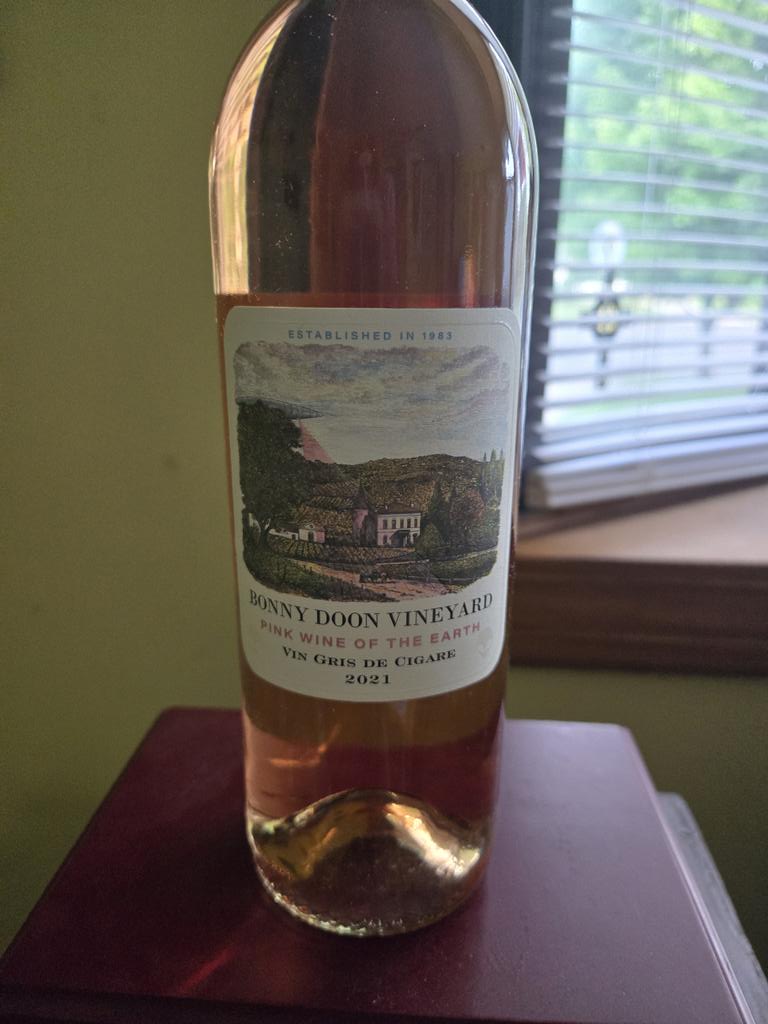 ESTABLISHED IN 1983
BONNY DOON VINEYARD
PINK WINE OF THE EARTH
VIN GRIS DE CIGARE
2021